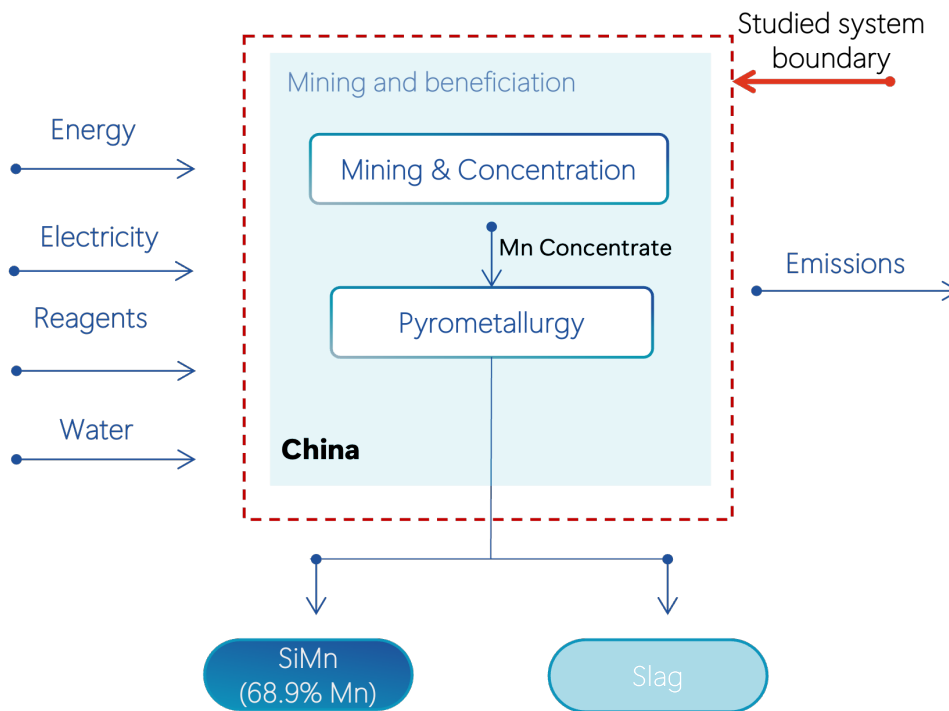 Studied system
boundary
Mining and beneficiation
Energy
Mining & Concentration
Electricity
Mn Concentrate
Emissions
Reagents
Pyrometallurgy
Water
China
SiMn
(68.9% Mn)
Slag